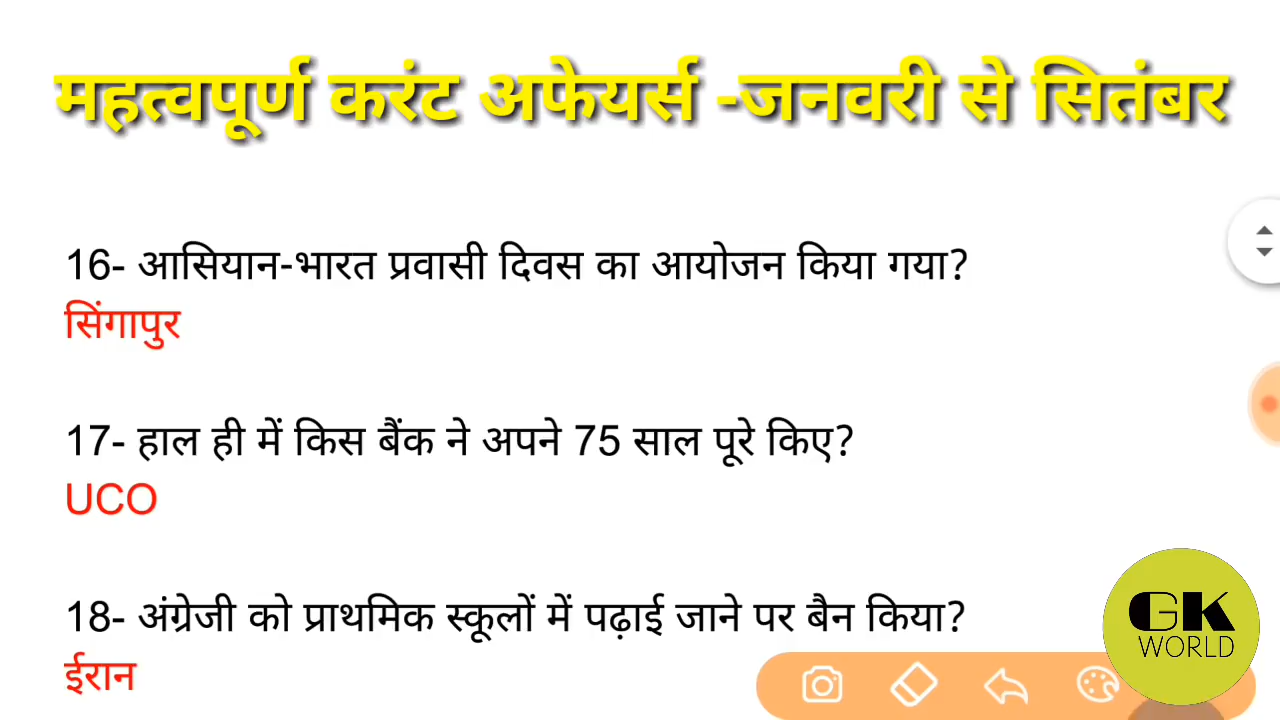 महत्वपूर्ण करंट अफेयर्स -जनवरी से सितंबर
16- आसियान-भारत प्रवासी दिवस का आयोजन किया गया?
सिंगापुर
17- हाल ही में किस बैंक ने अपने 75 साल पूरे किए?
UCO
18- अंग्रेजी को प्राथमिक स्कूलों में पढ़ाई जाने पर बैन किया?
ईरान
GK
WORLD